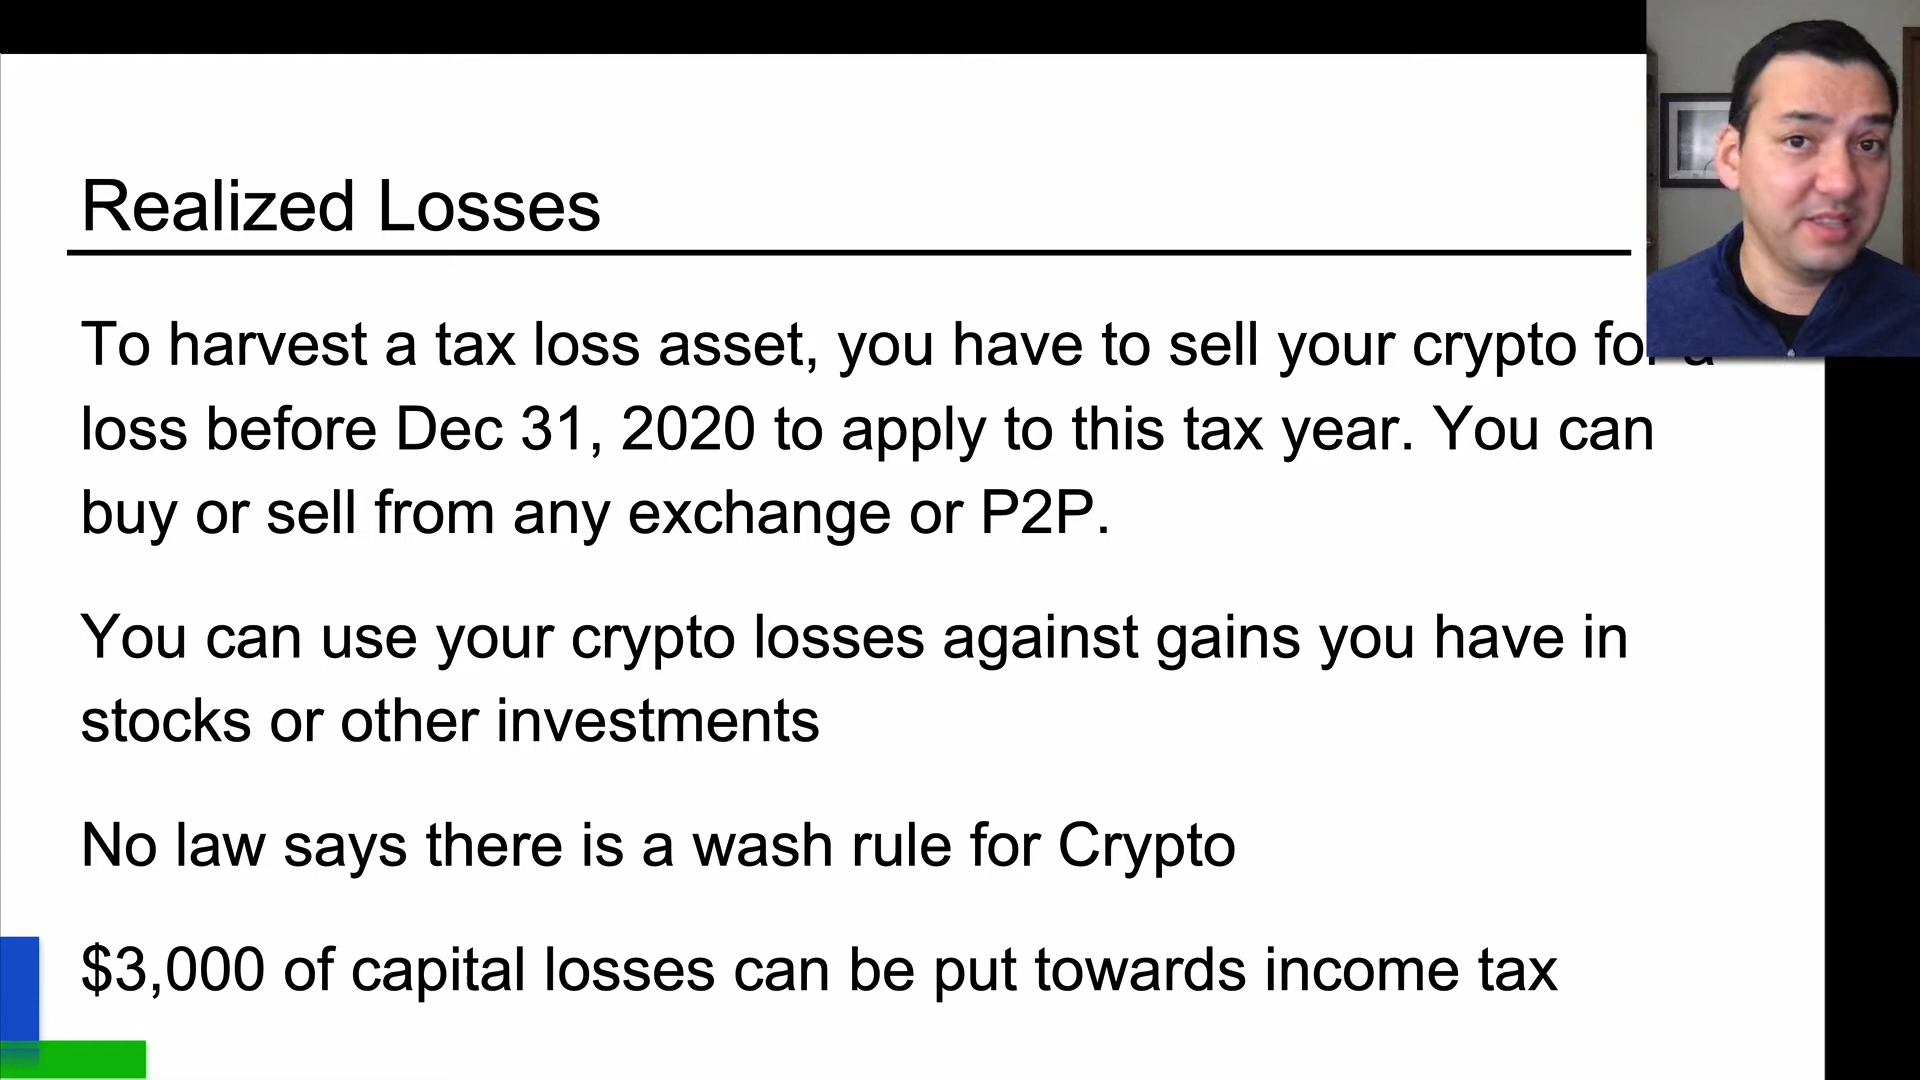 Realized Losses
To harvest a tax loss asset, you have to sell your crypto for a
loss before Dec 31, 2020 to apply to this tax year. You can
buy or sell from any exchange or P2P.
You can use your crypto losses against gains you have in
stocks or other investments
No law says there is a wash rule for Crypto
$3,000 of capital losses can be put towards income tax